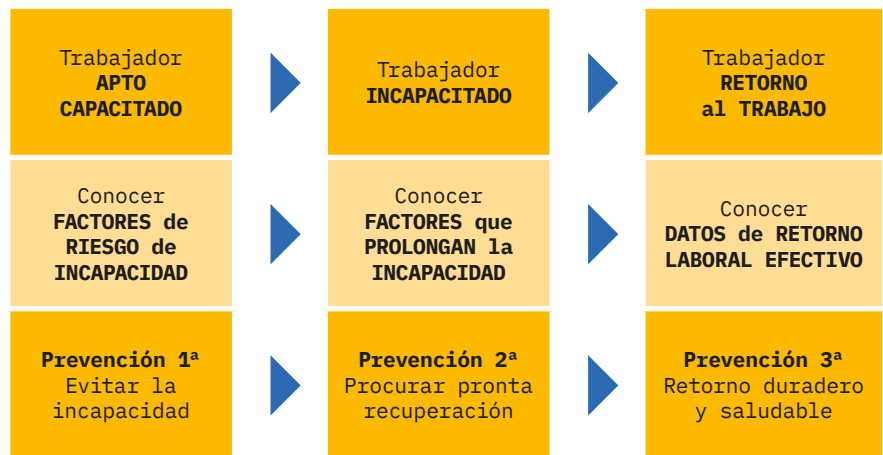 Trabajador
APTO
CAPACITADO
Trabajador
INCAPACITADO
Trabajador
RETORNO
al TRABAJO
Conocer
FACTORES de
RIESGO de
INCAPACIDAD
Conocer
FACTORES que
PROLONGAN la
INCAPACIDAD
Conocer
DATOS de RETORNO
LABORAL EFECTIVO
Prevención 1ª
Evitar la
incapacidad
Prevención 2ª
Procurar pronta
recuperación
Prevención 3ª
Retorno duradero
y saludable